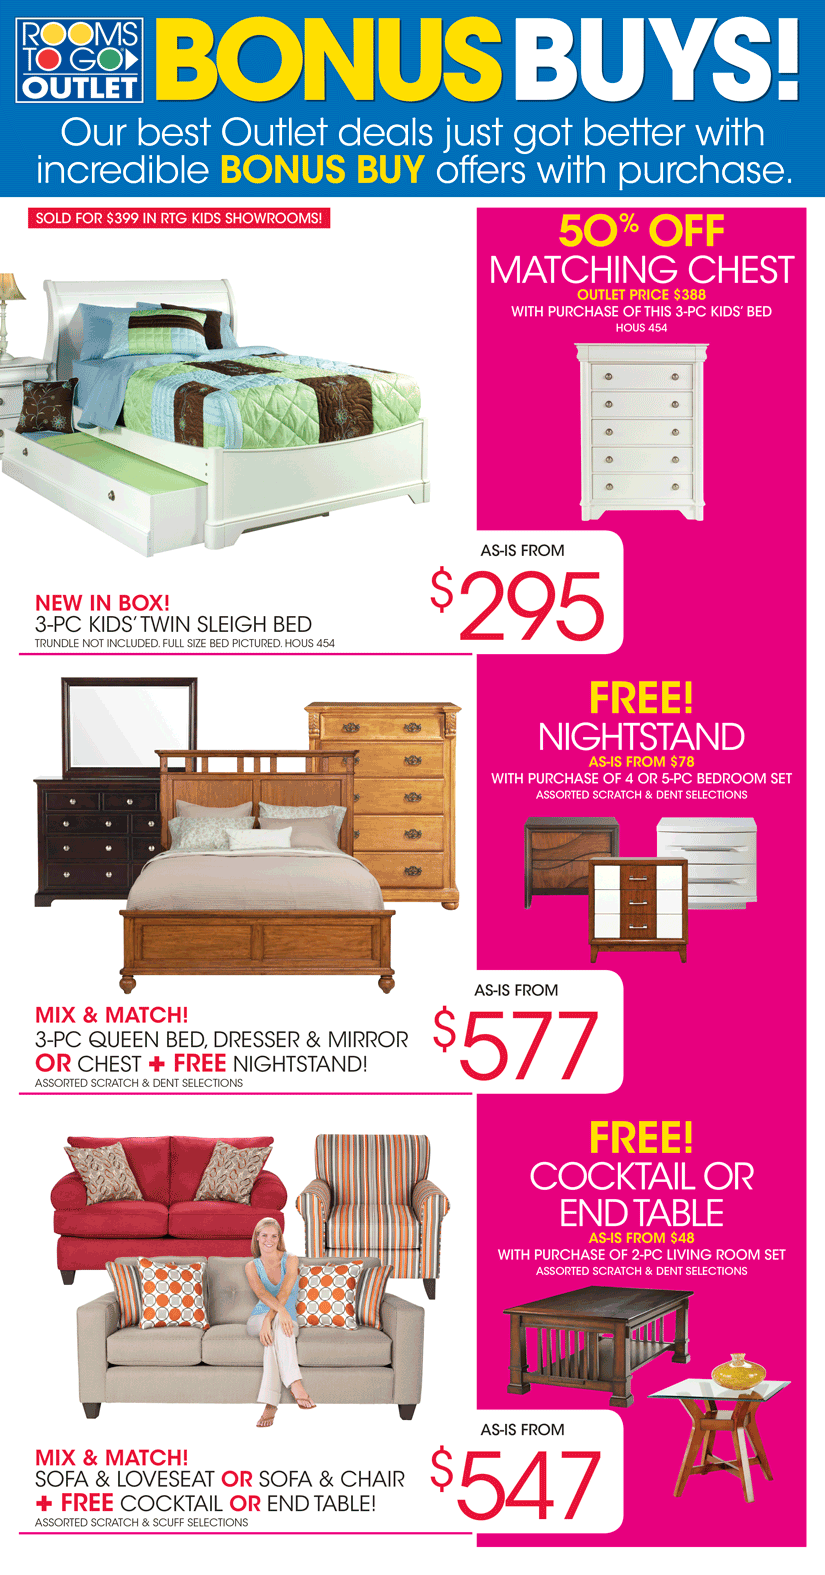 ROOMS
TO GO
OUTLET
BONUS BUYS!
Our best Outlet deals just got better with
incredible BONUS BUY offers with purchase.
SOLD FOR $399 IN RTG KIDS SHOWROOMS!
50% OFF
MATCHING CHEST
OUTLET PRICE $388
WITH PURCHASE OF THIS 3-PC KIDS' BED
HOUS 454
NEW IN BOX!
3-PC KIDS' TWIN SLEIGH BED
TRUNDLE NOT INCLUDED. FULL SIZE BED PICTURED. HOUS 454
AS-IS FROM
$295
FREE!
NIGHTSTAND
AS-IS FROM $78
WITH PURCHASE OF 4 OR 5-PC BEDROOM SET
ASSORTED SCRATCH & DENT SELECTIONS
MIX & MATCH!
3-PC QUEEN BED, DRESSER & MIRROR
OR CHEST + FREE NIGHTSTAND!
ASSORTED SCRATCH & DENT SELECTIONS
AS-IS FROM
$577
FREE!
COCKTAIL OR
END TABLE
AS-IS FROM $48
WITH PURCHASE OF 2-PC LIVING ROOM SET
ASSORTED SCRATCH & DENT SELECTIONS
MIX & MATCH!
SOFA & LOVESEAT OR SOFA & CHAIR
+ FREE COCKTAIL OR END TABLE!
ASSORTED SCRATCH & SCUFF SELECTIONS
AS-IS FROM
$547